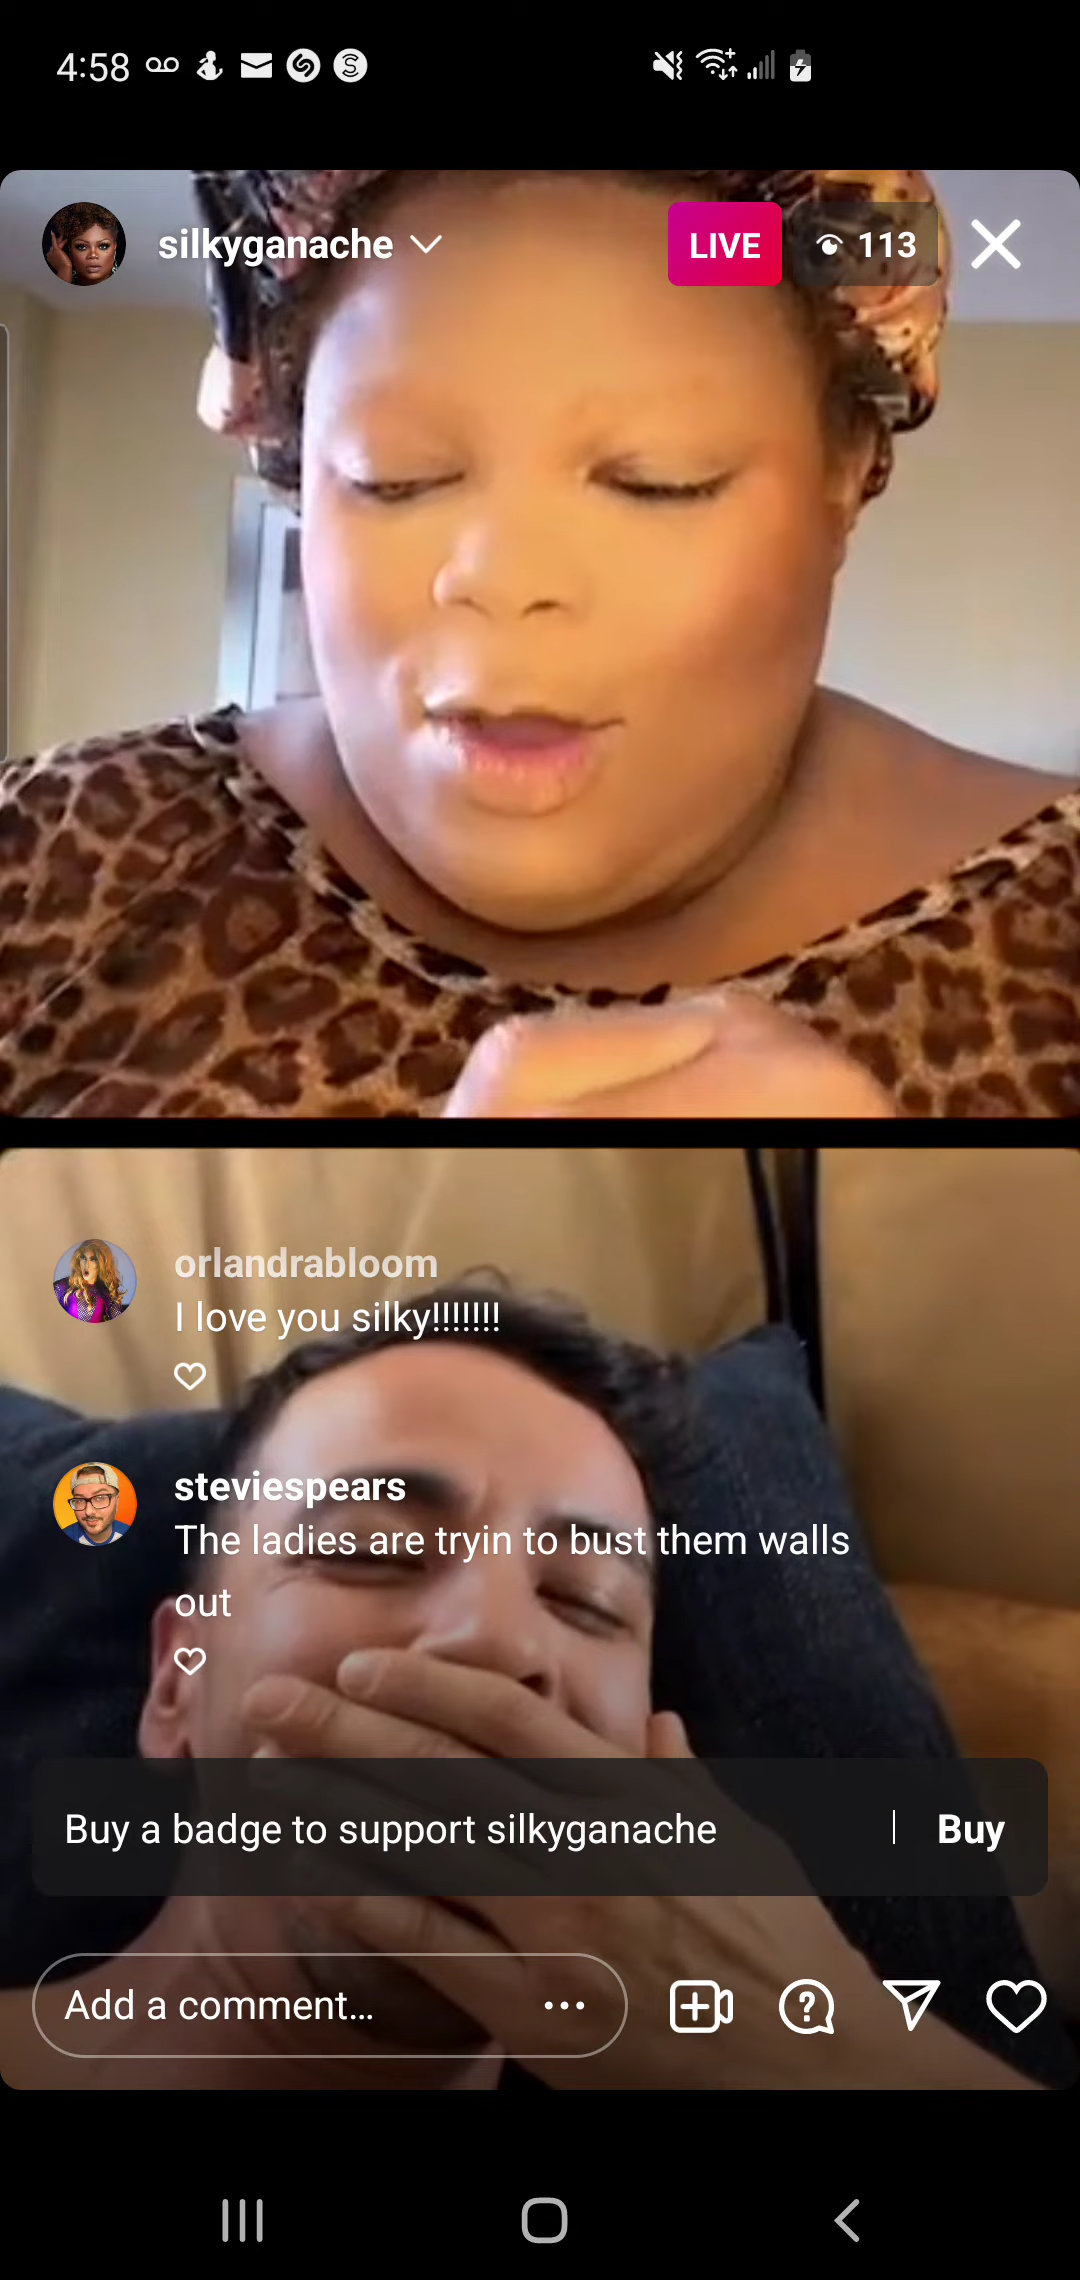 4:58
silkyganache
LIVE
113
orlandrabloom
I love you silky!!!!!!!
steviespears
The ladies are tryin to bust them walls
out
Buy a badge to support silkyganache | Buy
Add a comment...